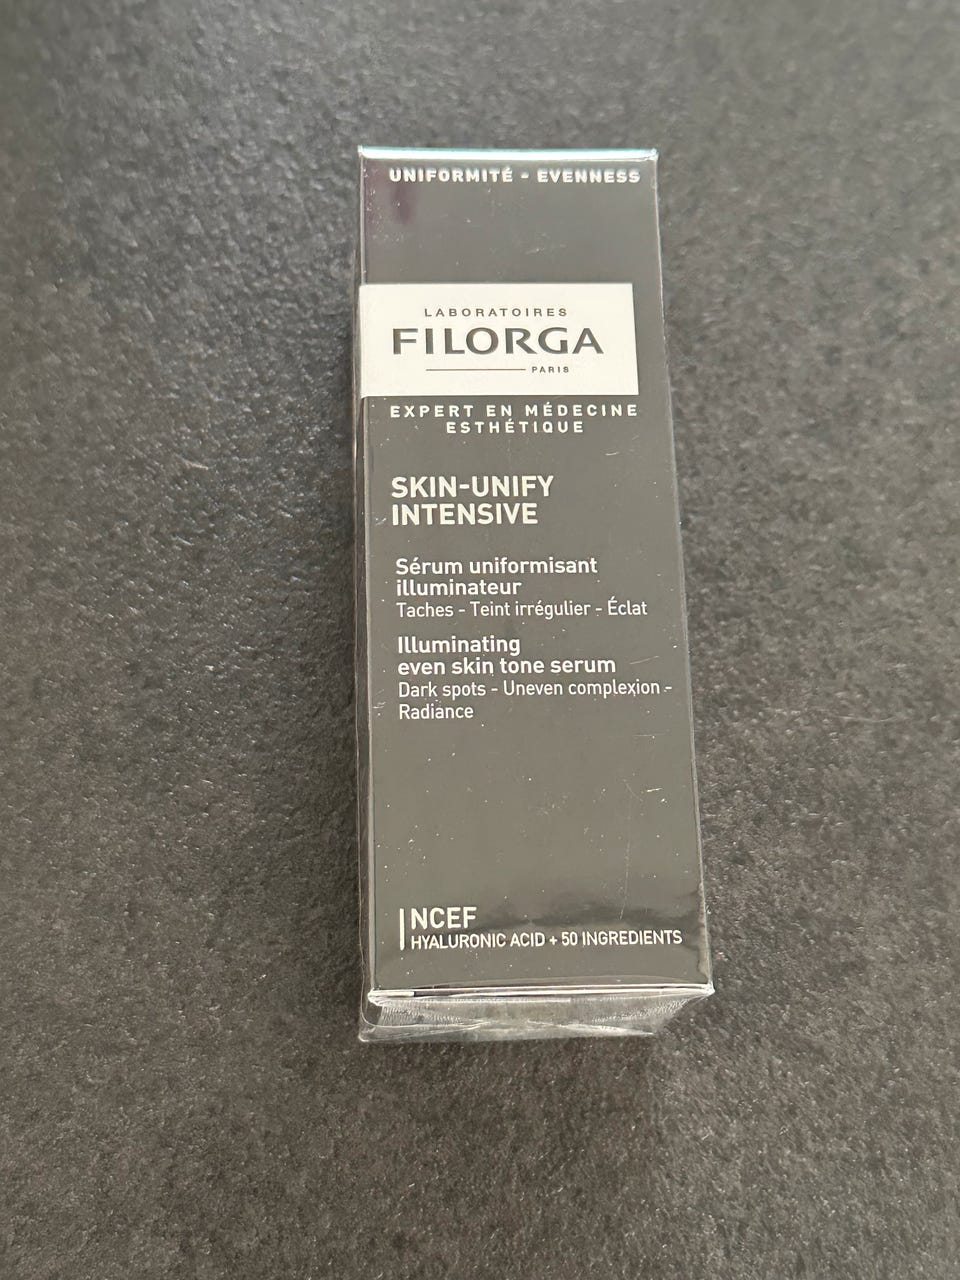 UNIFORMITÉ - EVENNESS
LABORATOIRES
FILORGA
PARIS
EXPERT EN MÉDECINE
ESTHÉTIQUE
SKIN-UNIFY
INTENSIVE
Sérum uniformisant
illuminateur
Taches - Teint irrégulier - Éclat
Illuminating
even skin tone serum
Dark spots - Uneven complexion -
Radiance
NCEF
HYALURONIC ACID + 50 INGREDIENTS